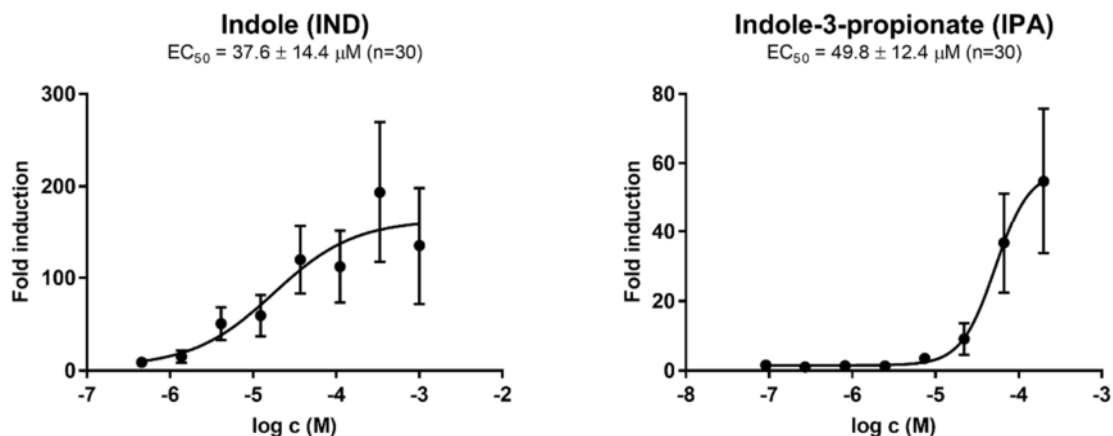 Indole (IND)
EC50 = 37.6 ± 14.4 μM (n=30)
Fold induction
300
200
100
0
-7 -6 -5 -4 -3 -2
log c (M)
Indole-3-propionate (IPA)
EC50 = 49.8 ± 12.4 μM (n=30)
Fold induction
80
60
40
20
0
-8 -7 -6 -5 -4 -3
log c (M)